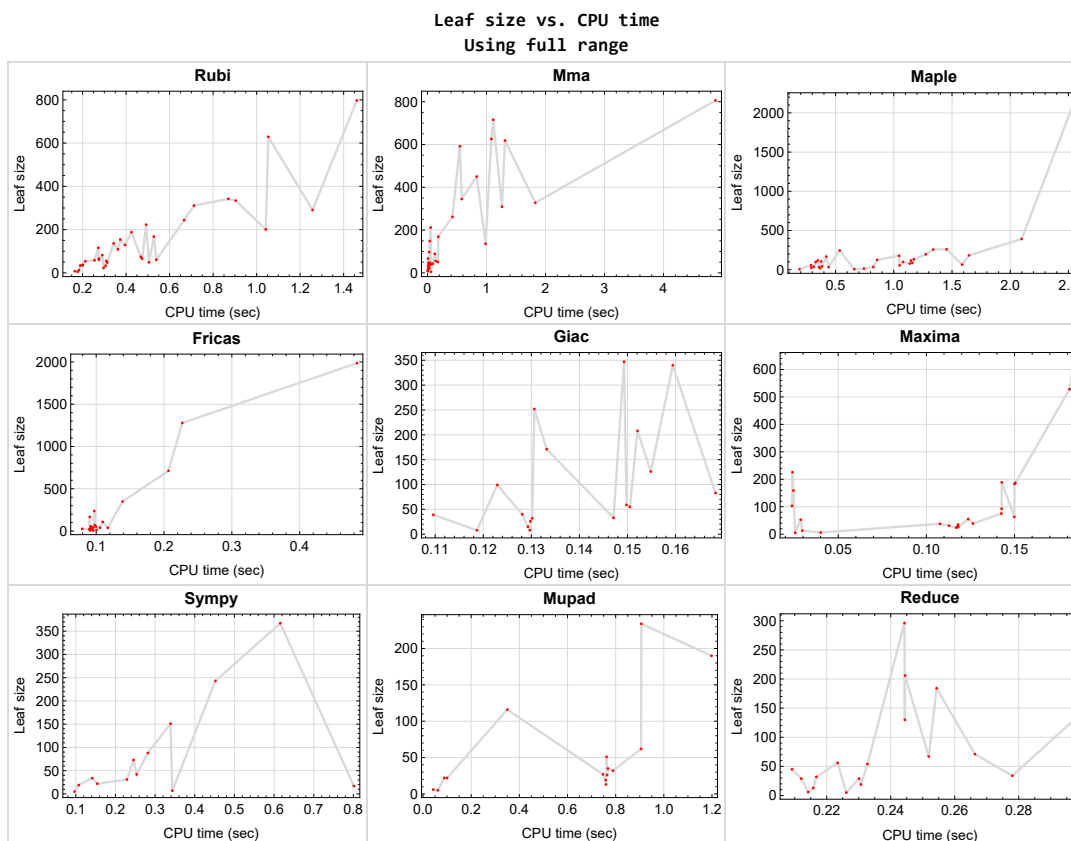 Leaf size vs. CPU time
Using full range
Rubi
Leaf size
800
600
400
200
0
0.2 0.4 0.6 0.8 1.0 1.2 1.4
CPU time (sec)
Mma
Leaf size
800
600
400
200
0
0 1 2 3 4
CPU time (sec)
Maple
Leaf size
2000
1500
1000
500
0
0.5 1.0 1.5 2.0 2.5
CPU time (sec)
Fricas
Leaf size
2000
1500
1000
500
0
0.1 0.2 0.3 0.4
CPU time (sec)
Giac
Leaf size
350
300
250
200
150
100
50
0
0.11 0.12 0.13 0.14 0.15 0.16
CPU time (sec)
Maxima
Leaf size
600
500
400
300
200
100
0
0.05 0.10 0.15
CPU time (sec)
Sympy
Leaf size
350
300
250
200
150
100
50
0
0.1 0.2 0.3 0.4 0.5 0.6 0.7 0.8
CPU time (sec)
Mupad
Leaf size
200
150
100
50
0
0.0 0.2 0.4 0.6 0.8 1.0 1.2
CPU time (sec)
Reduce
Leaf size
300
250
200
150
100
50
0
0.22 0.24 0.26 0.28
CPU time (sec)